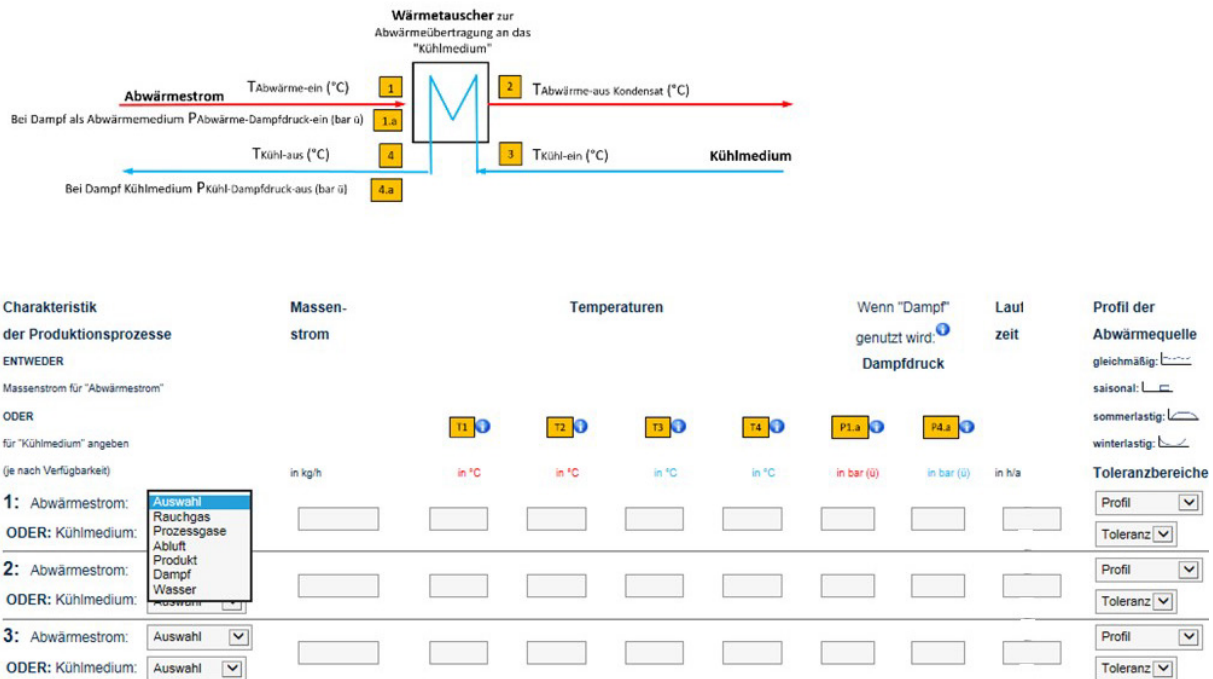 Wärmetauscher zur
Abwärmeübertragung an das
"Kühlmedium"
TAbwärme-ein (°C)
1
2
TAbwärme-aus Kondensat (°C)
Abwärmestrom
Bei Dampf als Abwärmemedium PAbwärme-Dampfdruck-ein (bar ü)
1.a
TKühl-aus (°C)
4
3
TKühl-ein (°C)
Kühlmedium
Bei Dampf Kühlmedium PKühl-Dampfdruck-aus (bar ü)
4.a
Charakteristik Massen- Temperaturen Wenn "Dampf" Lauf Profil der
der Produktionsprozesse strom genutzt wird: zeit Abwärmequelle
ENTWEDER Dampfdruck gleichmäßig:
Massenstrom für "Abwärmestrom" saisonal:
ODER T1 T2 T3 T4 P1.a P4.a sommerlastig:
für "Kühlmedium" angeben winterlastig:
(je nach Verfügbarkeit) in kg/h in °C in °C in °C in °C in bar (ü) in bar (ü) in h/a Toleranzbereiche
1: Abwärmestrom: Auswahl Profil
Rauchgas
Prozessgase
ODER: Kühlmedium: Abluft Toleranz
Produkt
2: Abwärmestrom: Dampf Profil
Wasser
ODER: Kühlmedium: Auswahl Toleranz
3: Abwärmestrom: Auswahl Profil
ODER: Kühlmedium: Auswahl Toleranz